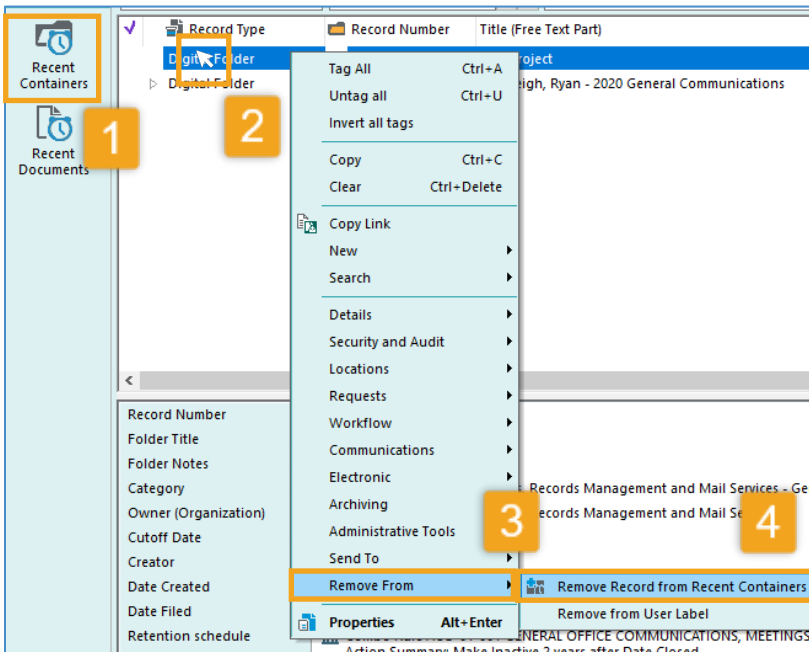 Recent
Containers
1
Recent
Documents
Record Type
Record Number
Title (Free Text Part)
Digital Folder
roject
Digital Folder
eigh, Ryan - 2020 General Communications
2
Tag All Ctrl+A
Untag all Ctrl+U
Invert all tags
Copy Ctrl+C
Clear Ctrl+Delete
Copy Link
New
Search
Details
Security and Audit
Locations
Requests
Workflow
Communications
Electronic
Archiving
Administrative Tools
Send To
Remove From
Properties Alt+Enter
3
4
Remove Record from Recent Containers
Remove from User Label
Record Number
Folder Title
Folder Notes
Category
Records Management and Mail Services - Ge
Owner (Organization)
ecords Management and Mail Se
Cutoff Date
Creator
Date Created
Date Filed
Retention schedule
GENERAL OFFICE COMMUNICATIONS, MEETINGS
Action Summary: Make Inactive 2 years after Date Closed